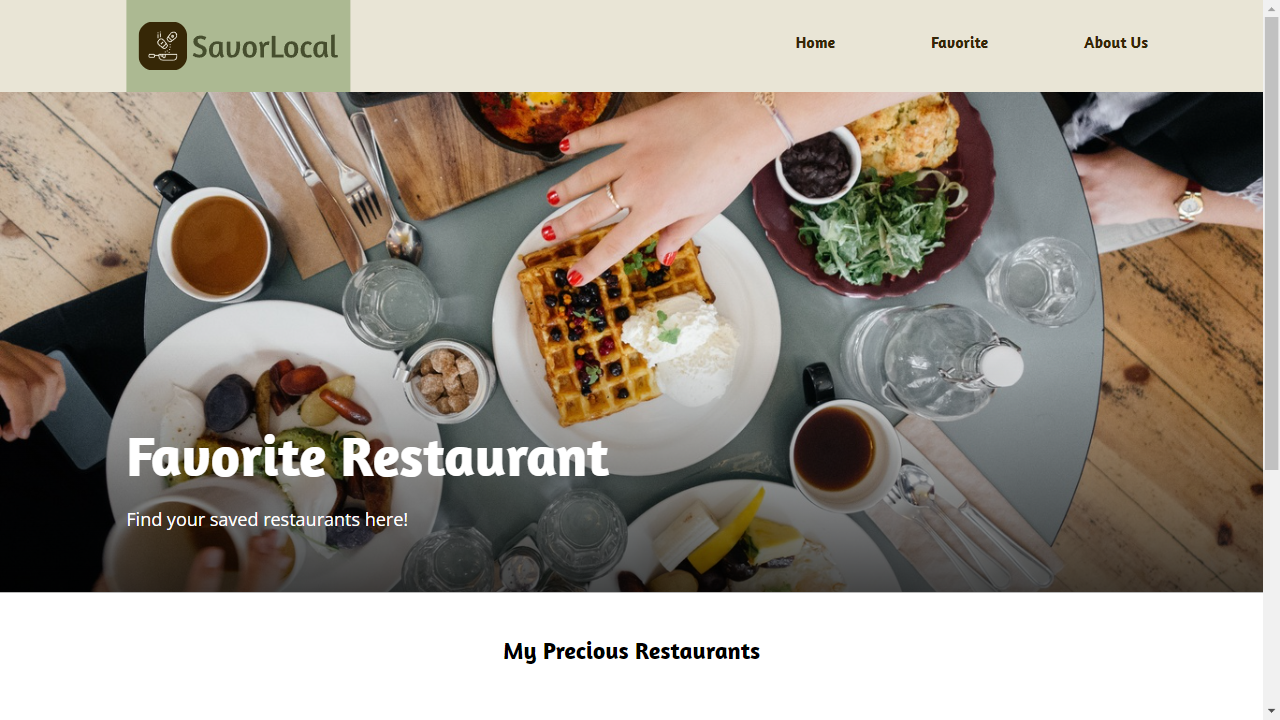 SavorLocal
Home
Favorite
About Us
Favorite Restaurant
Find your saved restaurants here!
My Precious Restaurants